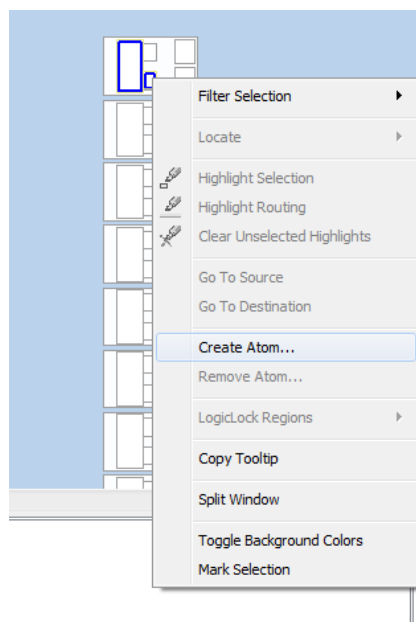 Filter Selection
Locate
Highlight Selection
Highlight Routing
Clear Unselected Highlights
Go To Source
Go To Destination
Create Atom...
Remove Atom...
LogicLock Regions
Copy Tooltip
Split Window
Toggle Background Colors
Mark Selection